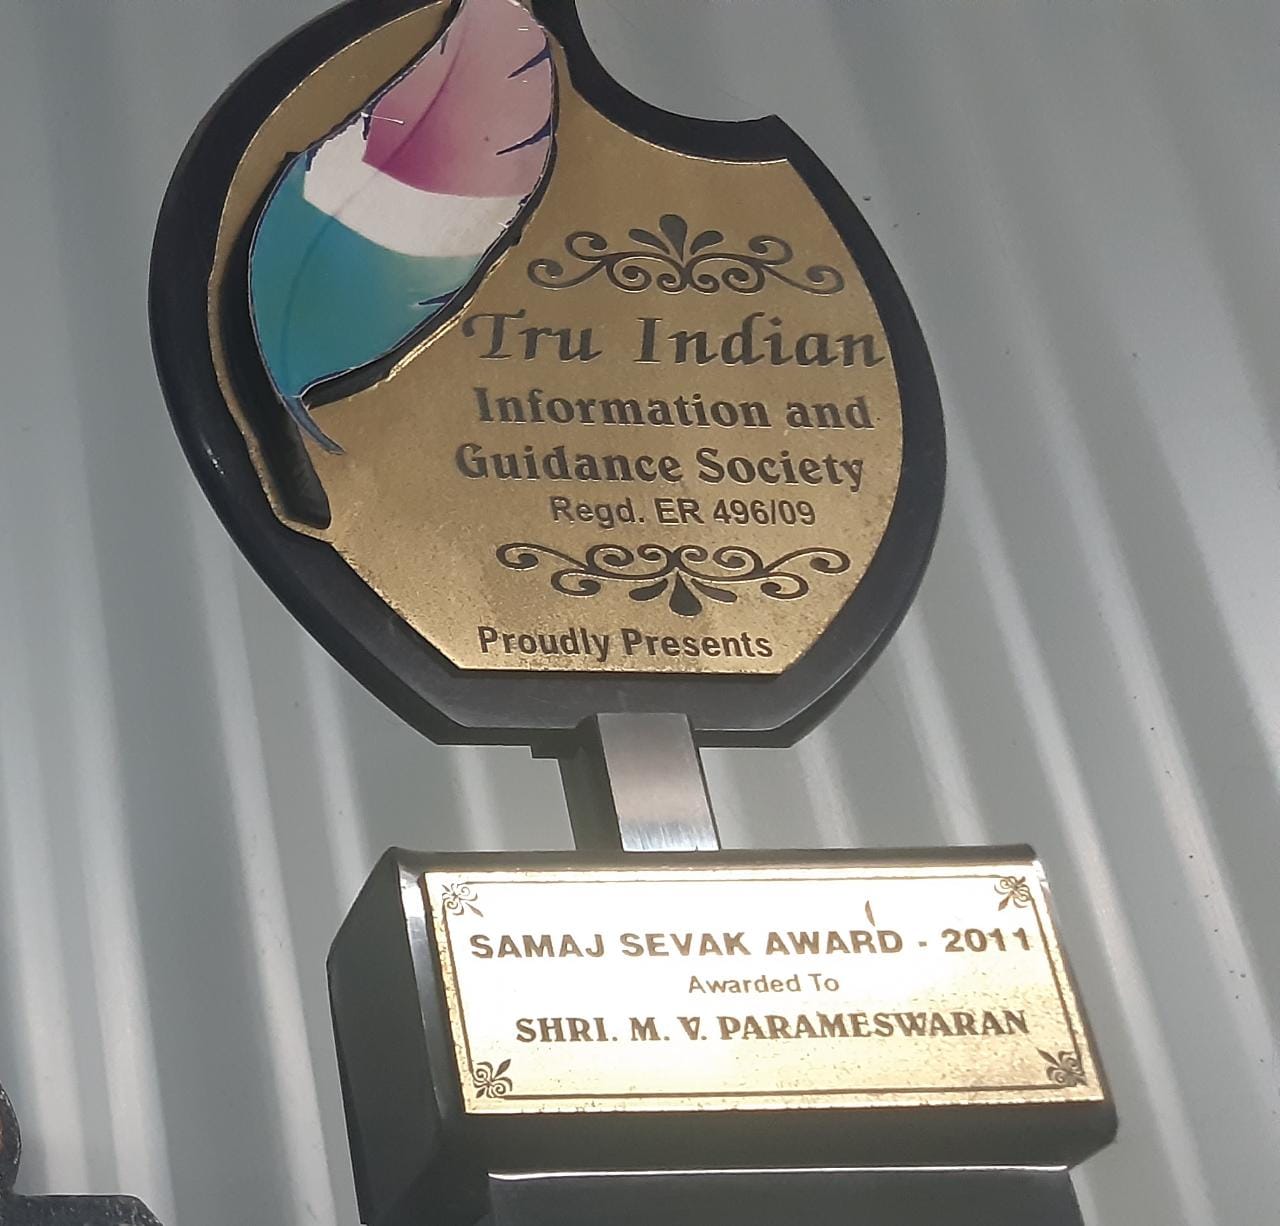 Tru Indian
Information and
Guidance Society
Regd. ER 496/09
Proudly Presents
SAMAJ SEVAK AWARD - 2011
Awarded To
SHRI. M. V. PARAMESWARAN